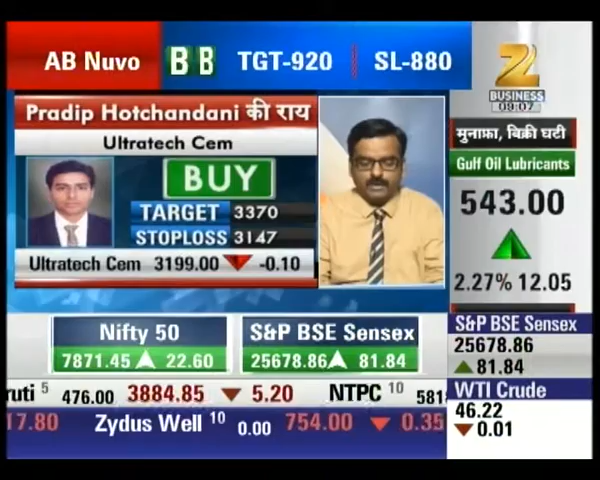 AB Nuvo B B TGT-920 SL-880
Z
BUSINESS
09:07
Pradip Hotchandani की राय
Ultratech Cem
BUY
TARGET 3370
STOPLOSS 3147
Ultratech Cem 3199.00 -0.10
मुनाफ़ा, बिक्री घटी
Gulf Oil Lubricants
543.00
2.27% 12.05
Nifty 50
7871.45 22.60
S&P BSE Sensex
25678.86 81.84
S&P BSE Sensex
25678.86
81.84
WTI Crude
46.22
0.01
ruti 5 476.00 3884.85 5.20 NTPC 10 581
17.80 Zydus Well 10 0.00 754.00 0.35